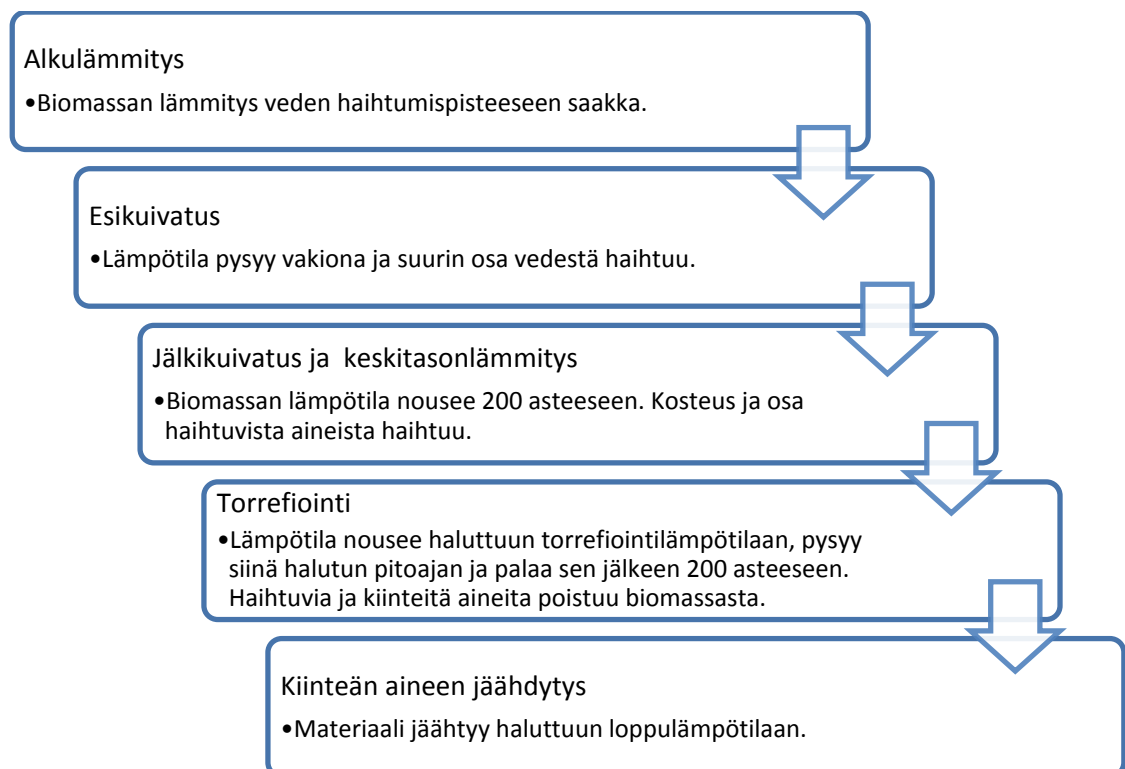 Alkulämmitys
•Biomassan lämmitys veden haihtumispisteeseen saakka.
Esikuivatus
•Lämpötila pysyy vakiona ja suurin osa vedestä haihtuu.
Jälkikuivatus ja keskitasonlämmitys
•Biomassan lämpötila nousee 200 asteeseen. Kosteus ja osa
haihtuvista aineista haihtuu.
Torrefiointi
•Lämpötila nousee haluttuun torrefiointilämpötilaan, pysyy
siinä halutun pitoajan ja palaa sen jälkeen 200 asteeseen.
Haihtuvia ja kiinteitä aineita poistuu biomassasta.
Kiinteän aineen jäähdytys
•Materiaali jäähtyy haluttuun loppulämpötilaan.